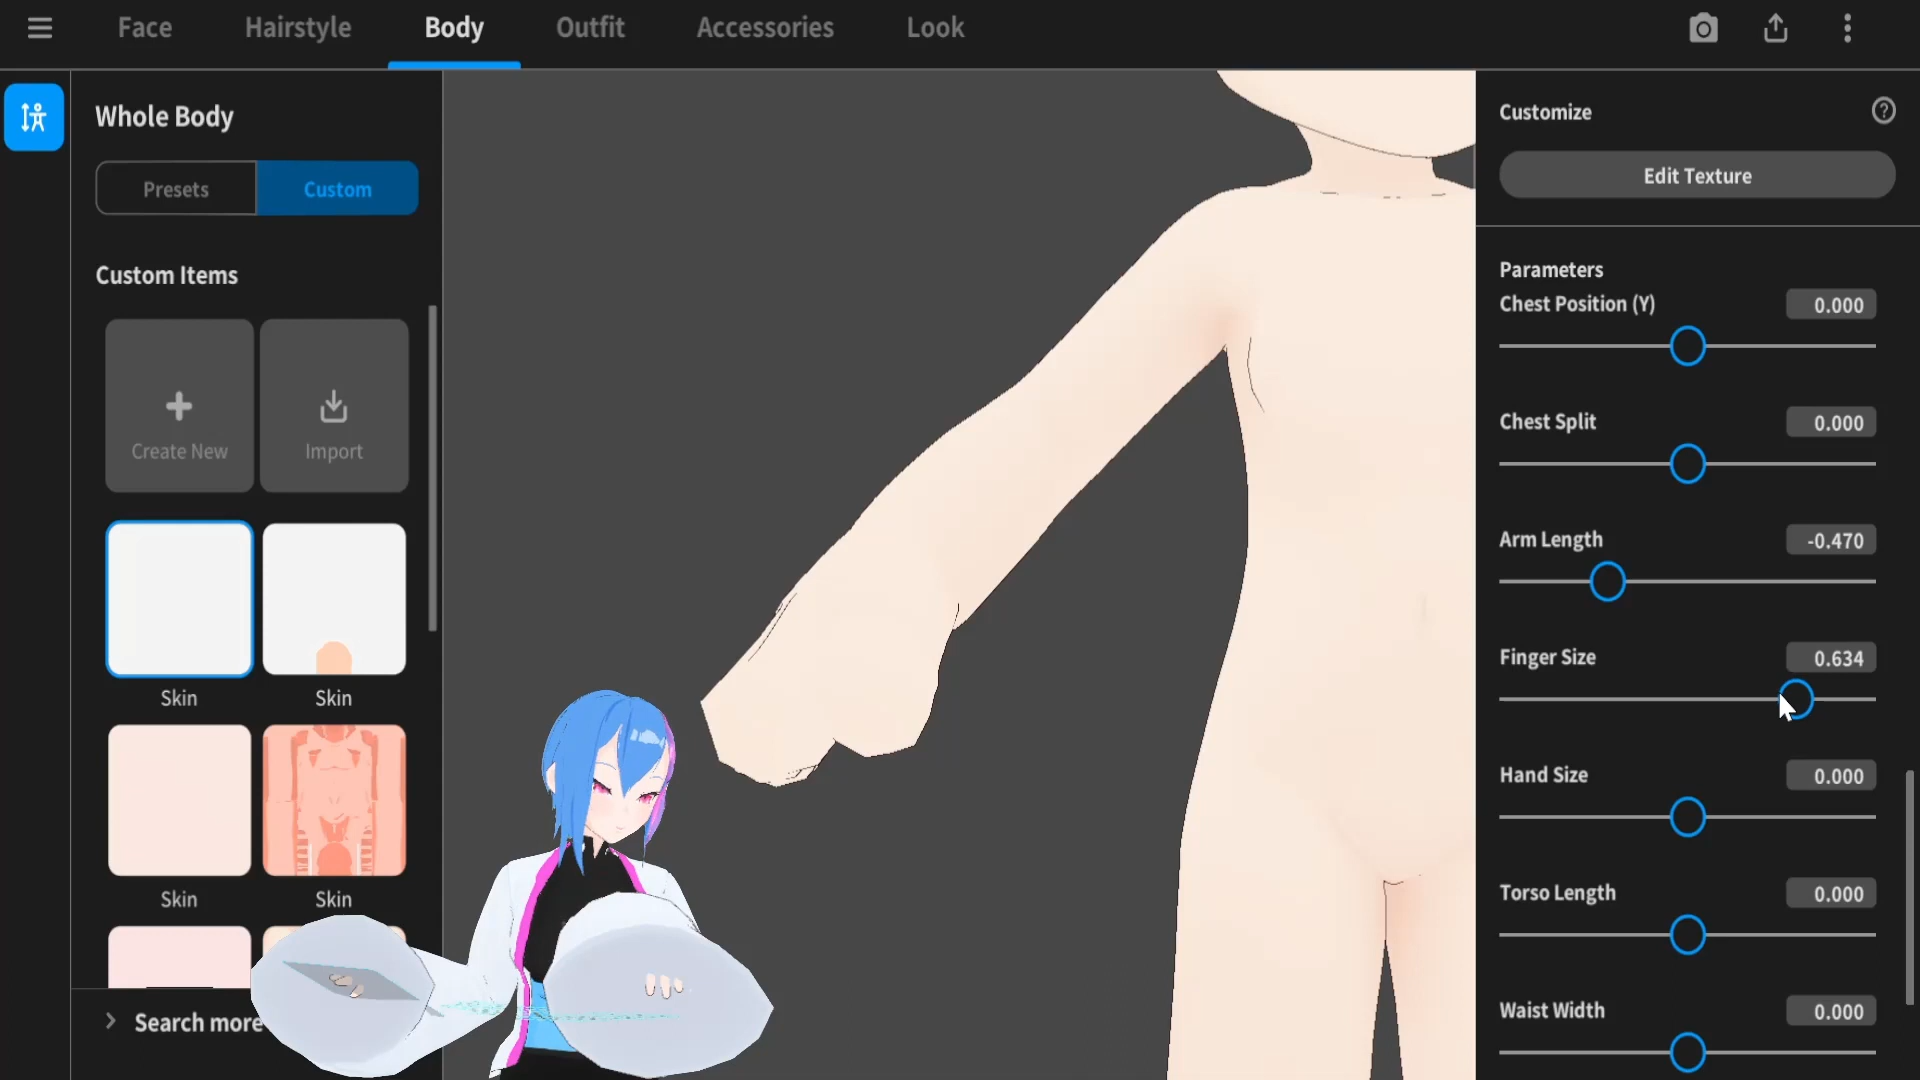 Face Hairstyle Body Outfit Accessories Look
Whole Body
Presets Custom
Custom Items
Create New Import
Skin Skin
Skin Skin
Search more
Customize
Edit Texture
Parameters
Chest Position (Y) 0.000
Chest Split 0.000
Arm Length -0.470
Finger Size 0.634
Hand Size 0.000
Torso Length 0.000
Waist Width 0.000